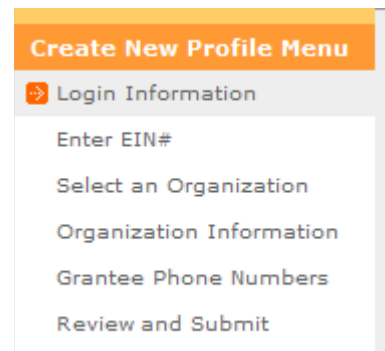 Create New Profile Menu
Login Information
Enter EIN#
Select an Organization
Organization Information
Grantee Phone Numbers
Review and Submit